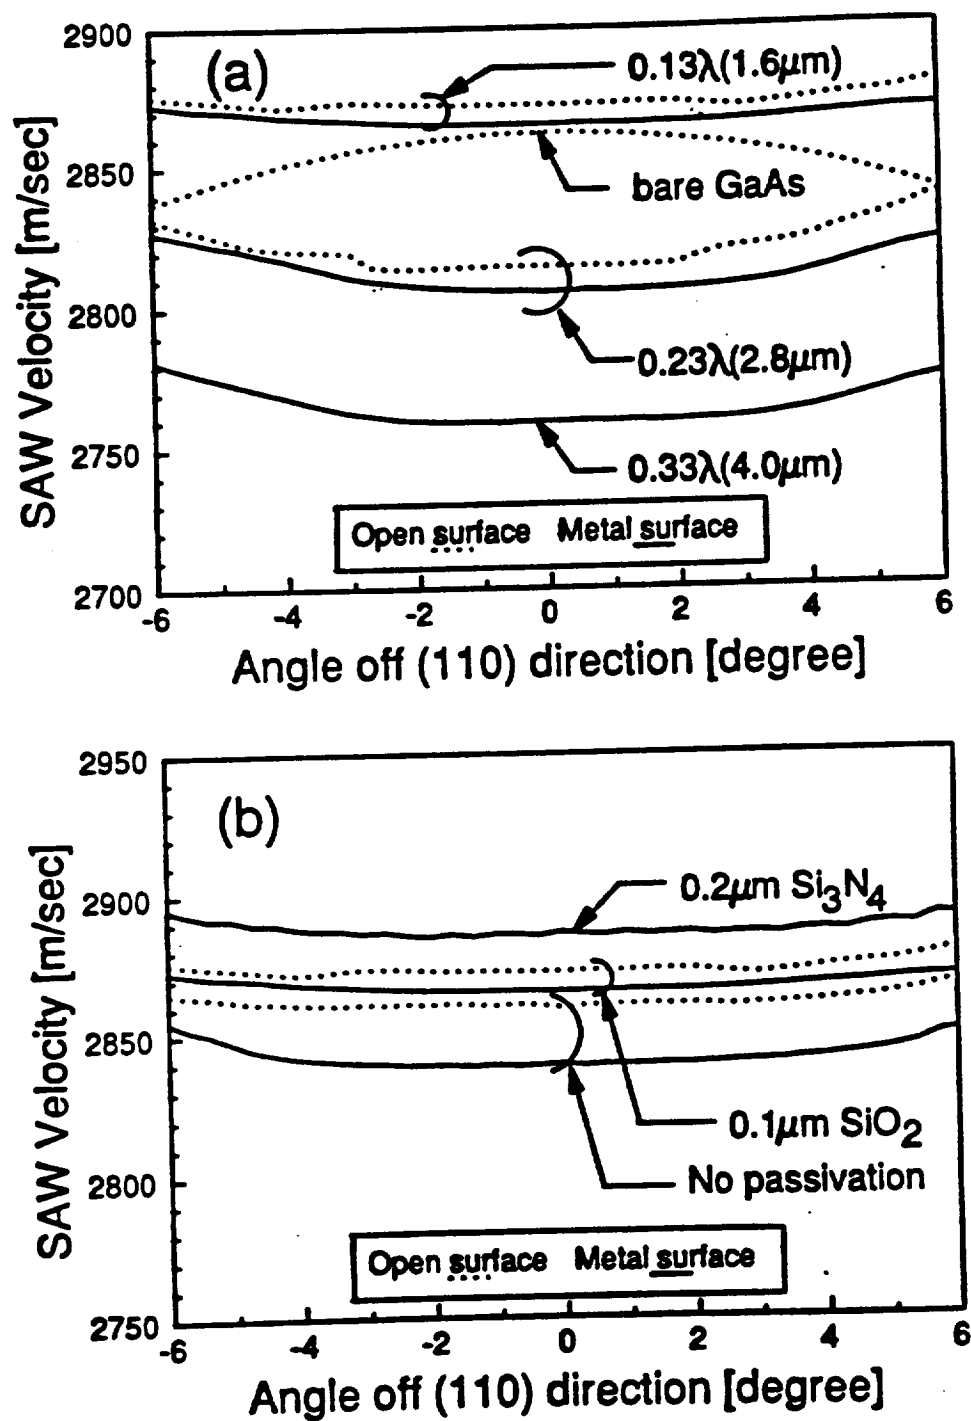 2900
(a)
0.13λ(1.6μm)
2850
bare GaAs
SAW Velocity [m/sec]
2800
0.23λ(2.8μm)
2750
0.33λ(4.0μm)
Open surface Metal surface
2700
-6 -4 -2 0 2 4 6
Angle off (110) direction [degree]
2950
(b)
0.2μm Si3N4
2900
SAW Velocity [m/sec]
2850
0.1μm SiO2
2800
No passivation
Open surface Metal surface
2750
-6 -4 -2 0 2 4 6
Angle off (110) direction [degree]